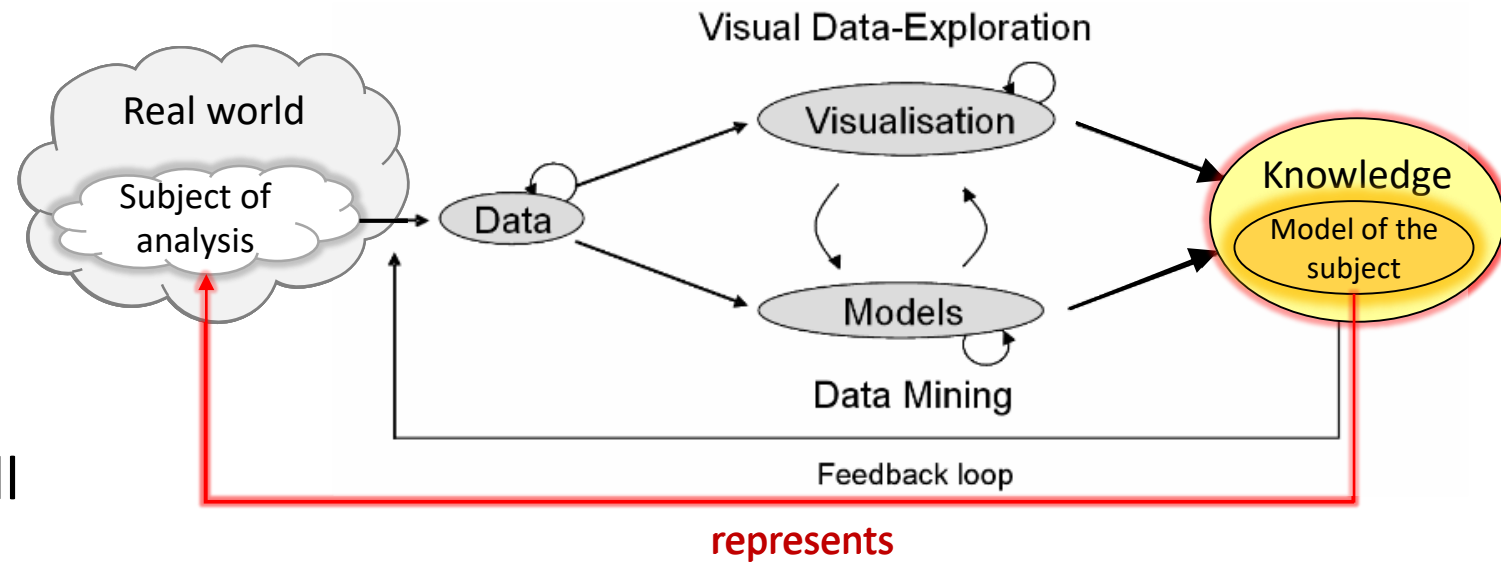 Visual Data-Exploration
Real world
Subject of
analysis
Data
Visualisation
Models
Data Mining
Knowledge
Model of the
subject
Feedback loop
ll
represents